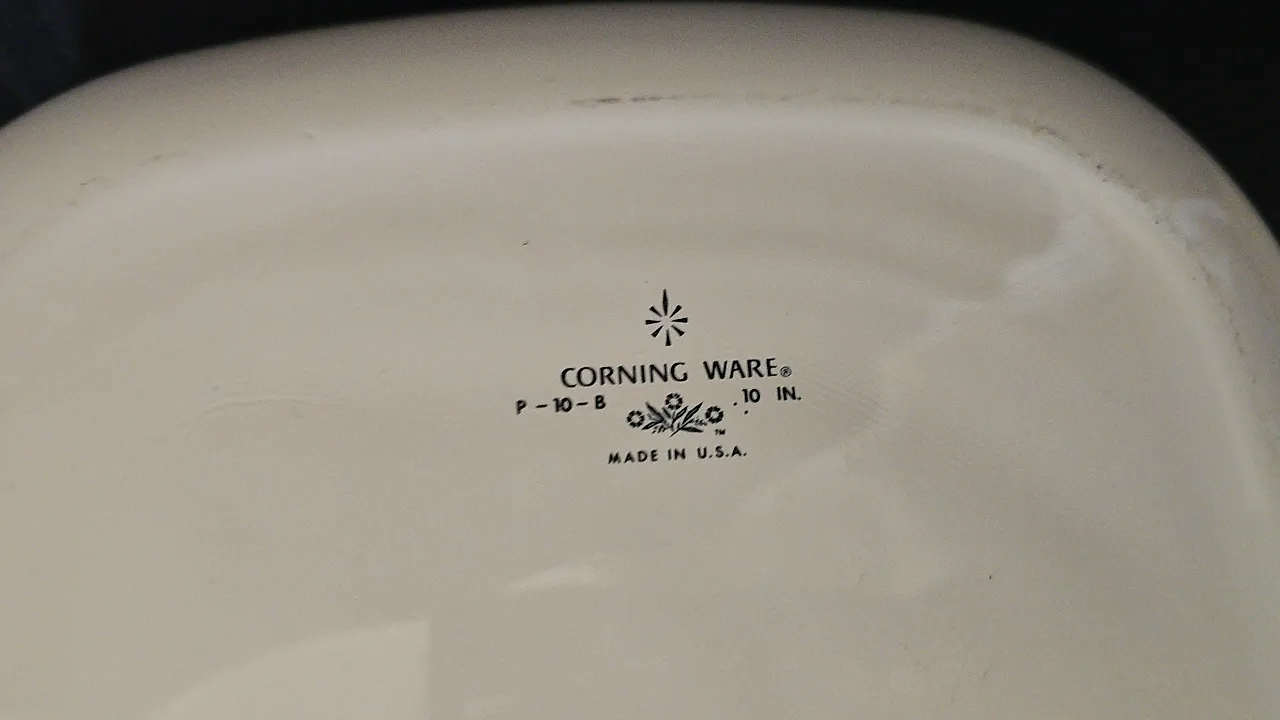 CORNING WARE®
P-10-B 10 IN.
TM
MADE IN U.S.A.